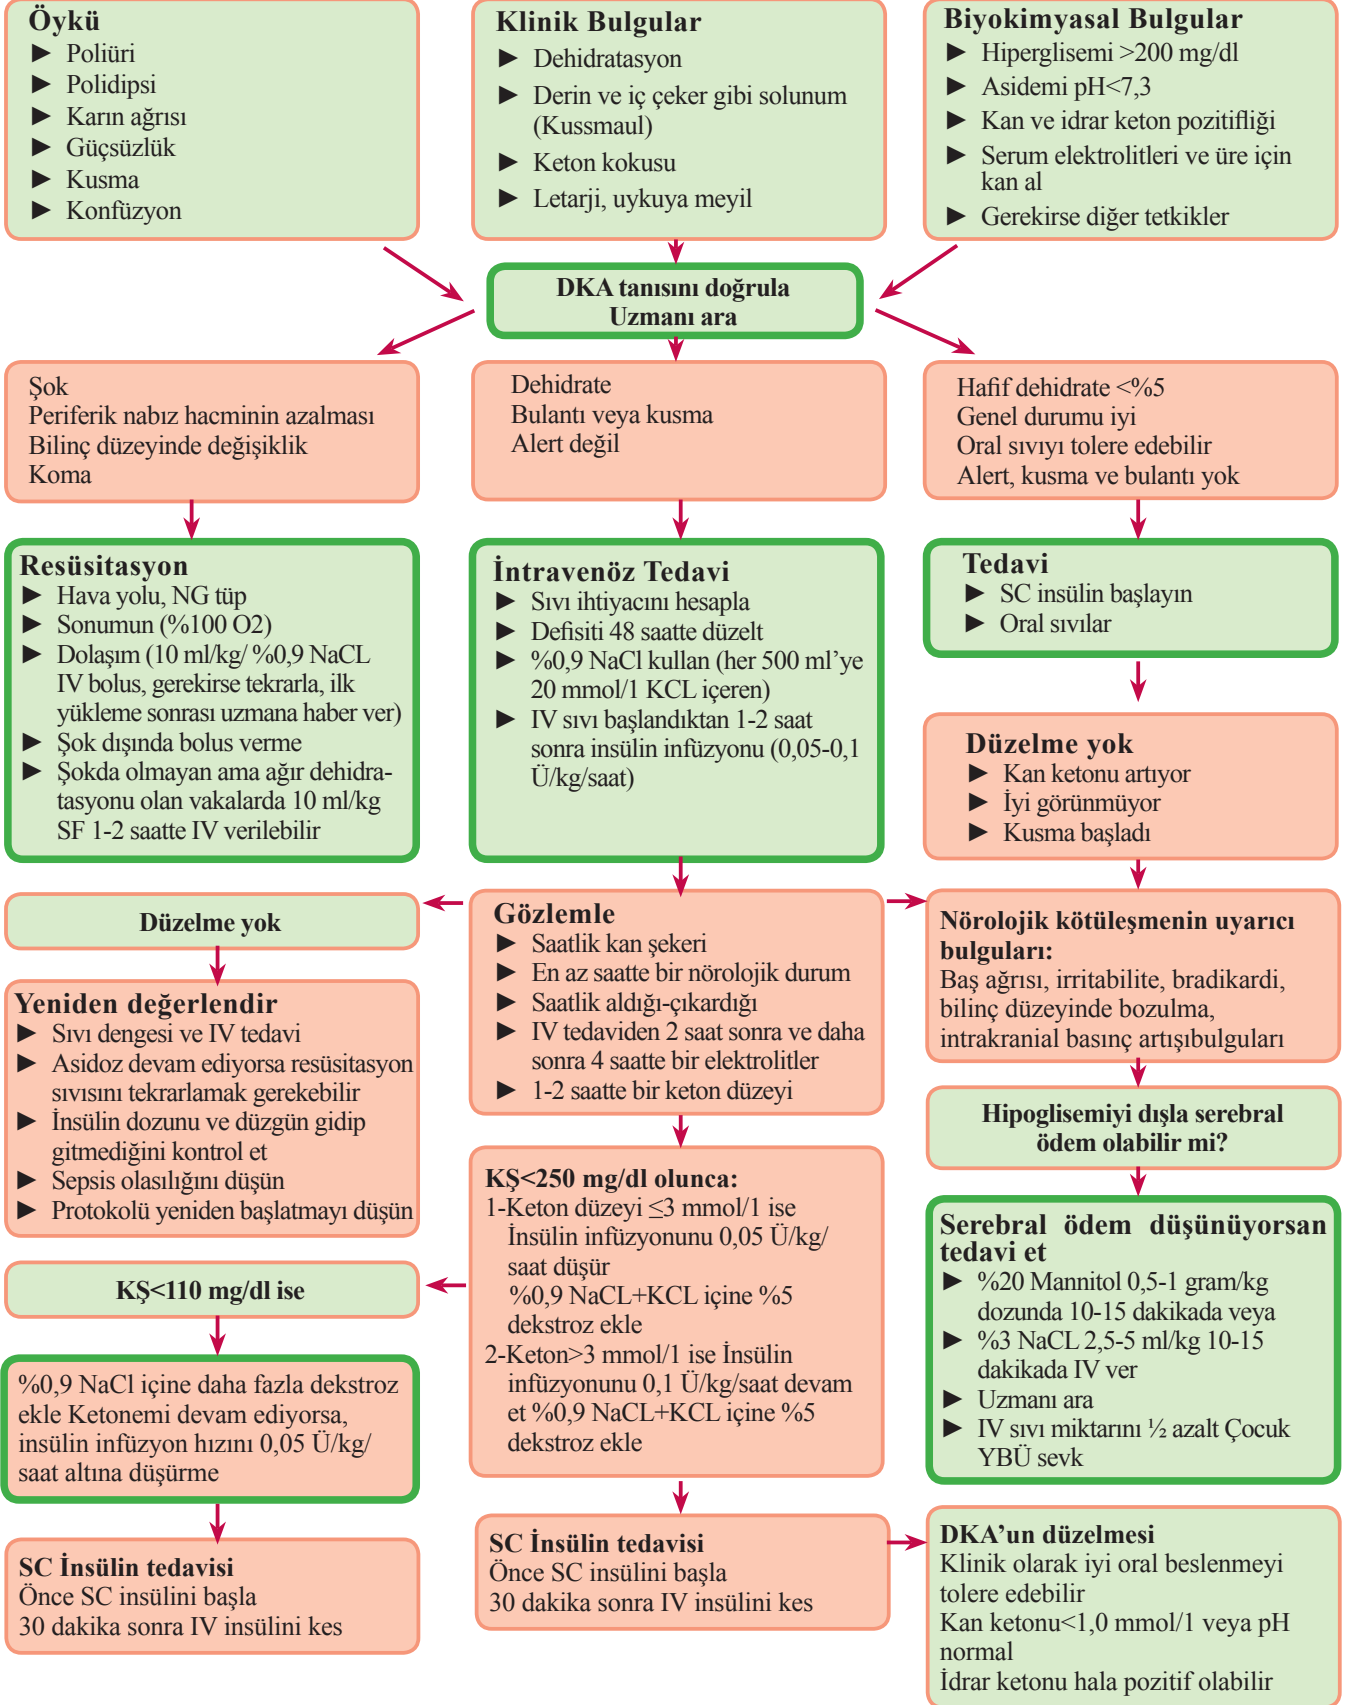 Öykü
► Poliüri
► Polidipsi
► Karın ağrısı
► Güçsüzlük
► Kusma
► Konfüzyon
Klinik Bulgular
► Dehidratasyon
► Derin ve iç çeker gibi solunum
(Kussmaul)
► Keton kokusu
► Letarji, uykuya meyil
Biyokimyasal Bulgular
► Hiperglisemi >200 mg/dl
► Asidemi pH<7,3
► Kan ve idrar keton pozitifliği
► Serum elektrolitleri ve üre için
kan al
► Gerekirse diğer tetkikler
DKA tanısını doğrula
Uzmanı ara
Şok
Periferik nabız hacminin azalması
Bilinç düzeyinde değişiklik
Koma
Dehidrate
Bulantı veya kusma
Alert değil
Hafif dehidrate <%5
Genel durumu iyi
Oral sıvıyı tolere edebilir
Alert, kusma ve bulantı yok
Resüsitasyon
► Hava yolu, NG tüp
► Sonumun (%100 O2)
► Dolaşım (10 ml/kg/ %0,9 NaCL
IV bolus, gerekirse tekrarla, ilk
yükleme sonrası uzmana haber ver)
► Şok dışında bolus verme
► Şokda olmayan ama ağır dehidra-
tasyonu olan vakalarda 10 ml/kg
SF 1-2 saatte IV verilebilir
İntravenöz Tedavi
► Sıvı ihtiyacını hesapla
► Defisiti 48 saatte düzelt
► %0,9 NaCl kullan (her 500 ml’ye
20 mmol/1 KCL içeren)
► IV sıvı başlandıktan 1-2 saat
sonra insülin infüzyonu (0,05-0,1
Ü/kg/saat)
Tedavi
► SC insülin başlayın
► Oral sıvılar
Düzelme yok
► Kan ketonu artıyor
► İyi görünmüyor
► Kusma başladı
Düzelme yok
Gözlemle
► Saatlik kan şekeri
► En az saatte bir nörolojik durum
► Saatlik aldığı-çıkardığı
► IV tedaviden 2 saat sonra ve daha
sonra 4 saatte bir elektrolitler
► 1-2 saatte bir keton düzeyi
Nörolojik kötüleşmenin uyarıcı
bulguları:
Baş ağrısı, irritabilite, bradikardi,
bilinç düzeyinde bozulma,
intrakranial basınç artışıbulguları
Yeniden değerlendir
► Sıvı dengesi ve IV tedavi
► Asidoz devam ediyorsa resüsitasyon
sıvısını tekrarlamak gerekebilir
► İnsülin dozunu ve düzgün gidip
gitmediğini kontrol et
► Sepsis olasılığını düşün
► Protokolü yeniden başlatmayı düşün
Hipoglisemiyi dışla serebral
ödem olabilir mi?
KŞ<250 mg/dl olunca:
1-Keton düzeyi ≤3 mmol/1 ise
İnsülin infüzyonunu 0,05 Ü/kg/
saat düşür
%0,9 NaCL+KCL içine %5
dekstroz ekle
2-Keton>3 mmol/1 ise İnsülin
infüzyonunu 0,1 Ü/kg/saat devam
et %0,9 NaCL+KCL içine %5
dekstroz ekle
Serebral ödem düşünüyorsan
tedavi et
► %20 Mannitol 0,5-1 gram/kg
dozunda 10-15 dakikada veya
► %3 NaCL 2,5-5 ml/kg 10-15
dakikada IV ver
► Uzmanı ara
► IV sıvı miktarını ½ azalt Çocuk
YBÜ sevk
KŞ<110 mg/dl ise
%0,9 NaCl içine daha fazla dekstroz
ekle Ketonemi devam ediyorsa,
insülin infüzyon hızını 0,05 Ü/kg/
saat altına düşürme
SC İnsülin tedavisi
Önce SC insülini başla
30 dakika sonra IV insülini kes
SC İnsülin tedavisi
Önce SC insülini başla
30 dakika sonra IV insülini kes
DKA’un düzelmesi
Klinik olarak iyi oral beslenmeyi
tolere edebilir
Kan ketonu<1,0 mmol/1 veya pH
normal
İdrar ketonu hala pozitif olabilir